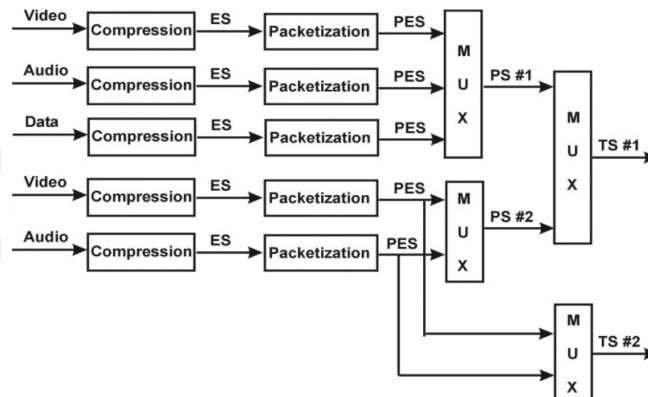 Video Compression ES Packetization PES
Audio Compression ES Packetization PES
Data Compression ES Packetization PES
M
U
X
PS #1
Video Compression ES Packetization PES
Audio Compression ES Packetization PES
M
U
X
PS #2
M
U
X
TS #1
M
U
X
TS #2